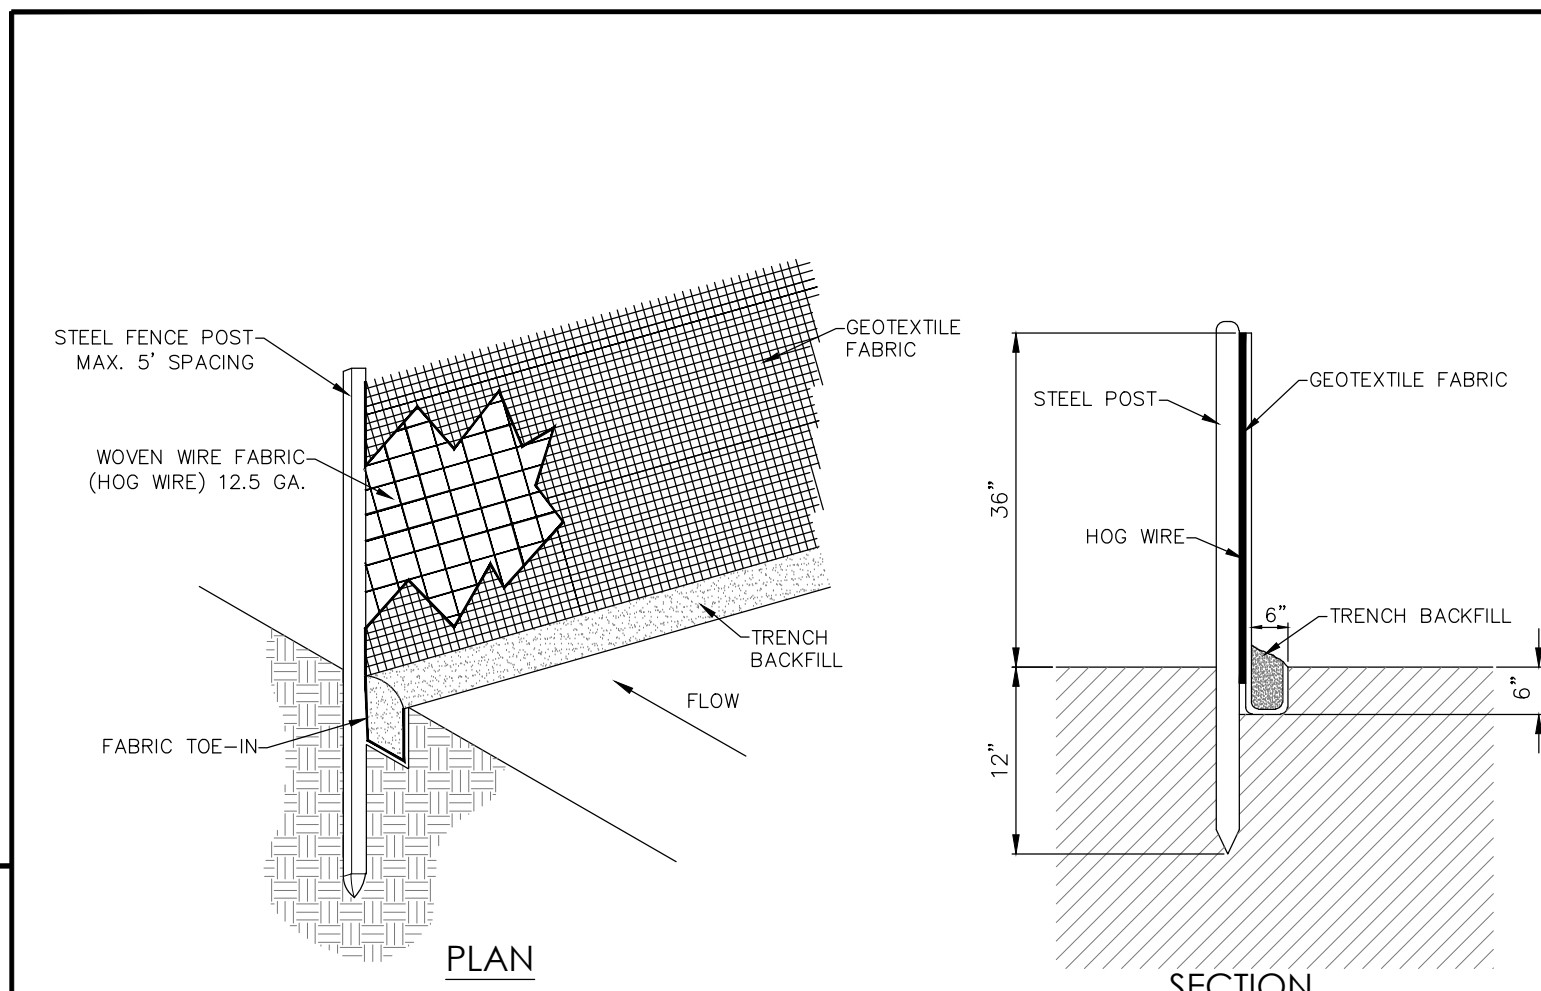 STEEL FENCE POST
MAX. 5' SPACING
WOVEN WIRE FABRIC
(HOG WIRE) 12.5 GA.
GEOTEXTILE
FABRIC
TRENCH
BACKFILL
FLOW
FABRIC TOE-IN
PLAN
GEOTEXTILE FABRIC
STEEL POST
36"
HOG WIRE
6"
TRENCH BACKFILL
6"
12"
SECTION